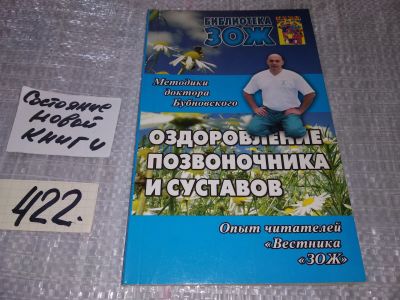 БИБЛИОТЕКА
ЗОЖ
Методики
доктора
Бубновского
ОЗДОРОВЛЕНИЕ
ПОЗВОНОЧНИКА
И СУСТАВОВ
Опыт читателей
«Вестника
«ЗОЖ»
Состояние
новой
книги
422.